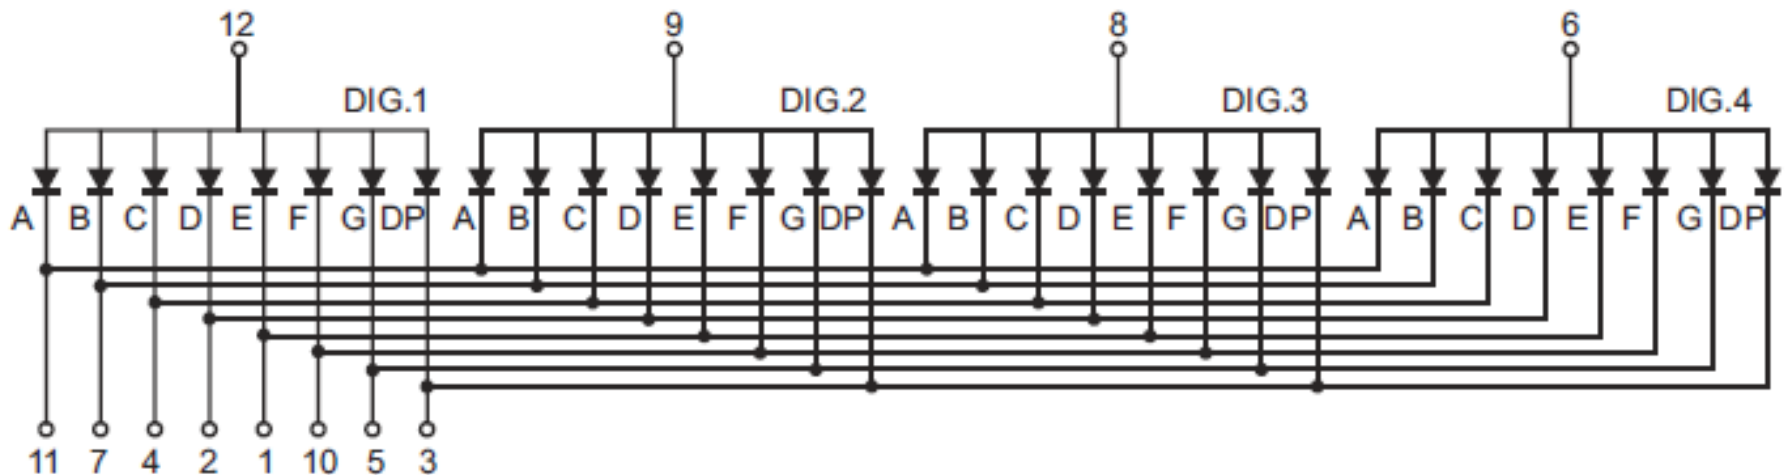 12 9 8 6
DIG.1 DIG.2 DIG.3 DIG.4
A B C D E F G DP A B C D E F G DP A B C D E F G DP A B C D E F G DP
11 7 4 2 1 10 5 3